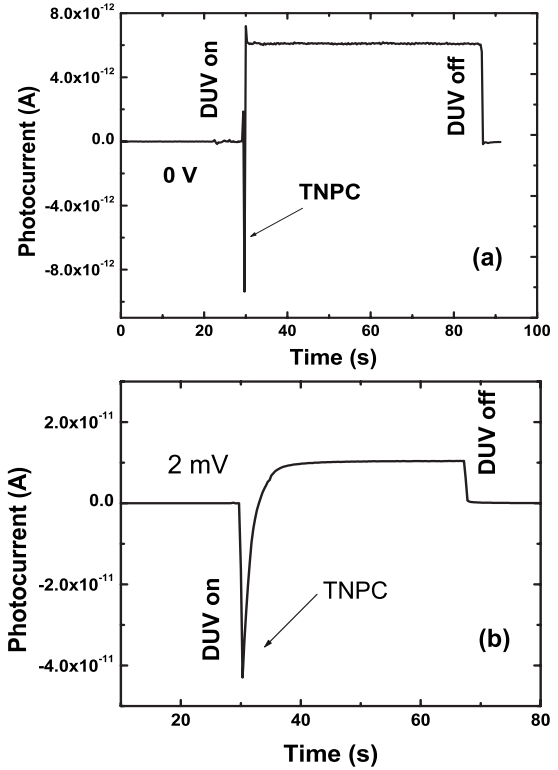 8.0x10⁻¹²
4.0x10⁻¹²
0.0
-4.0x10⁻¹²
-8.0x10⁻¹²
Photocurrent (A)
DUV on
DUV off
0 V
TNPC
(a)
0 20 40 60 80 100
Time (s)
2.0x10⁻¹¹
0.0
-2.0x10⁻¹¹
-4.0x10⁻¹¹
Photocurrent (A)
DUV off
2 mV
DUV on
TNPC
(b)
20 40 60 80
Time (s)